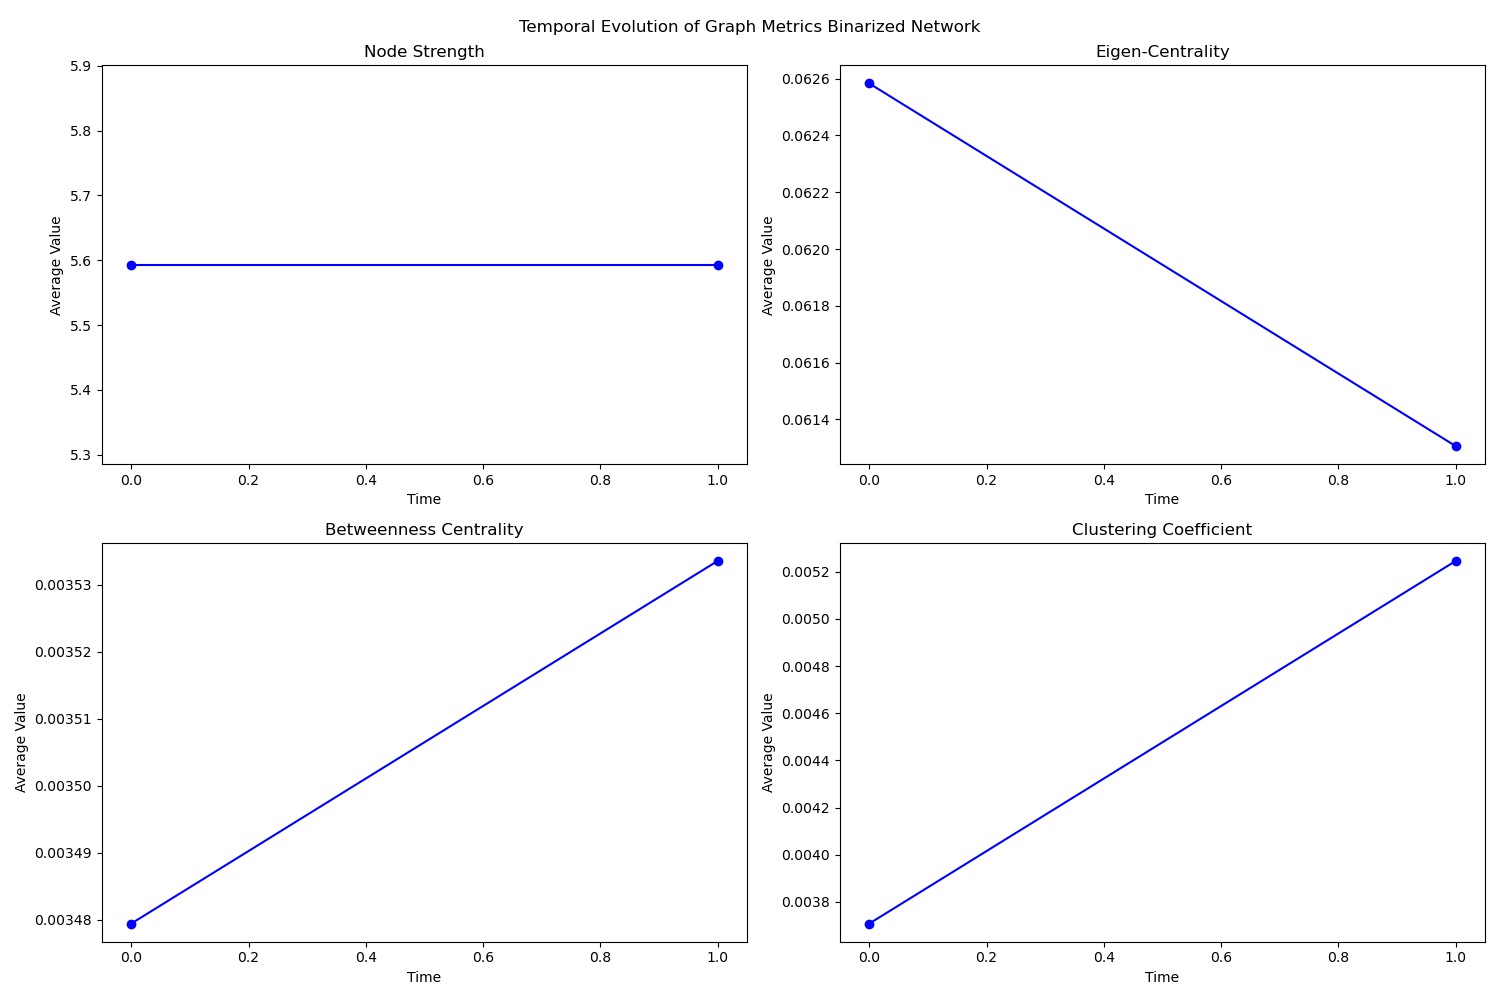 Temporal Evolution of Graph Metrics Binarized Network
Node Strength
5.9
5.8
5.7
5.6
5.5
5.4
5.3
Average Value
0.0 0.2 0.4 0.6 0.8 1.0
Time
Eigen-Centrality
0.0626
0.0624
0.0622
0.0620
0.0618
0.0616
0.0614
Average Value
0.0 0.2 0.4 0.6 0.8 1.0
Time
Betweenness Centrality
0.00353
0.00352
0.00351
0.00350
0.00349
0.00348
Average Value
0.0 0.2 0.4 0.6 0.8 1.0
Time
Clustering Coefficient
0.0052
0.0050
0.0048
0.0046
0.0044
0.0042
0.0040
0.0038
Average Value
0.0 0.2 0.4 0.6 0.8 1.0
Time